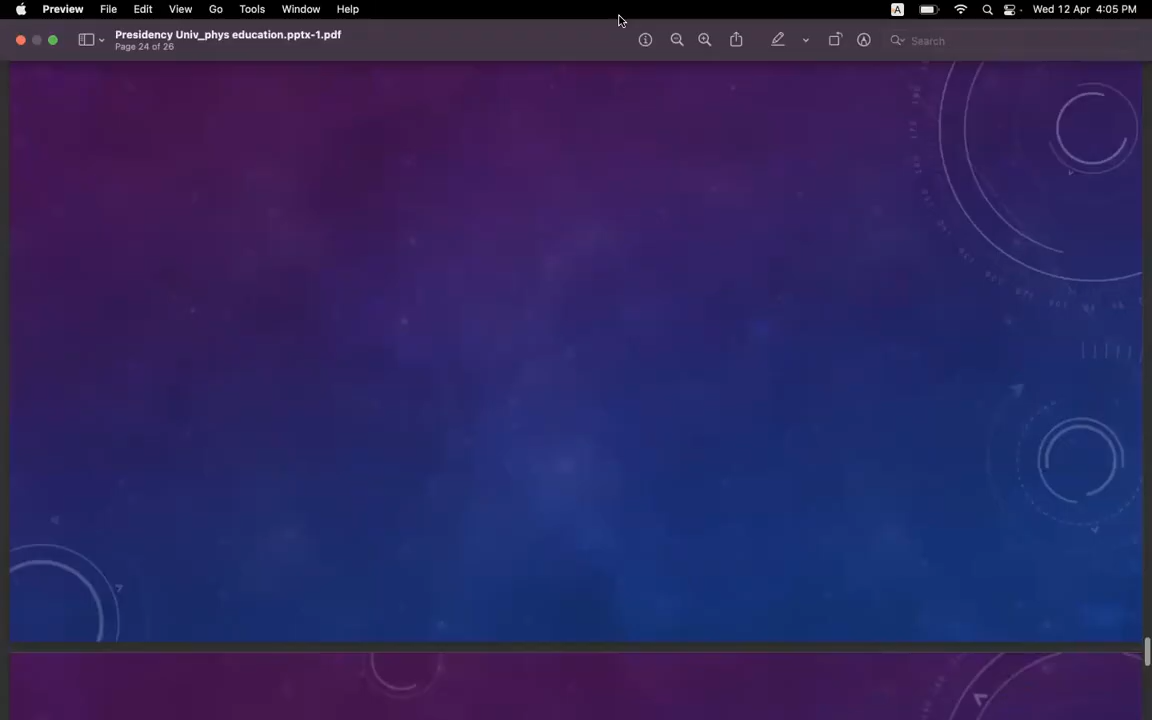 Preview File Edit View Go Tools Window Help A Wed 12 Apr 4:05 PM
Presidency Univ_phys education.pptx-1.pdf
Page 24 of 26
Search